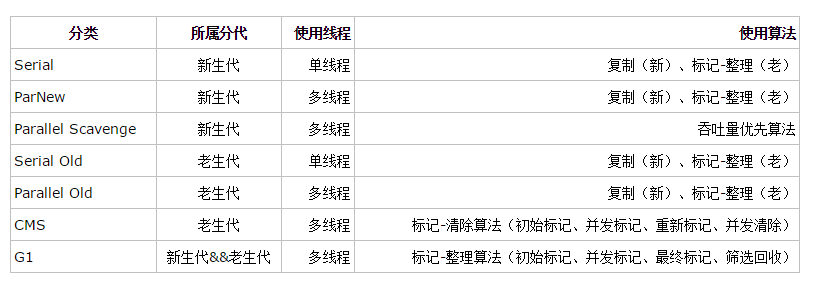 分类 所属分代 使用线程 使用算法
Serial 新生代 单线程 复制（新）、标记-整理（老）
ParNew 新生代 多线程 复制（新）、标记-整理（老）
Parallel Scavenge 新生代 多线程 吞吐量优先算法
Serial Old 老生代 单线程 复制（新）、标记-整理（老）
Parallel Old 老生代 多线程 复制（新）、标记-整理（老）
CMS 老生代 多线程 标记-清除算法（初始标记、并发标记、重新标记、并发清除）
G1 新生代&&老生代 多线程 标记-整理算法（初始标记、并发标记、最终标记、筛选回收）